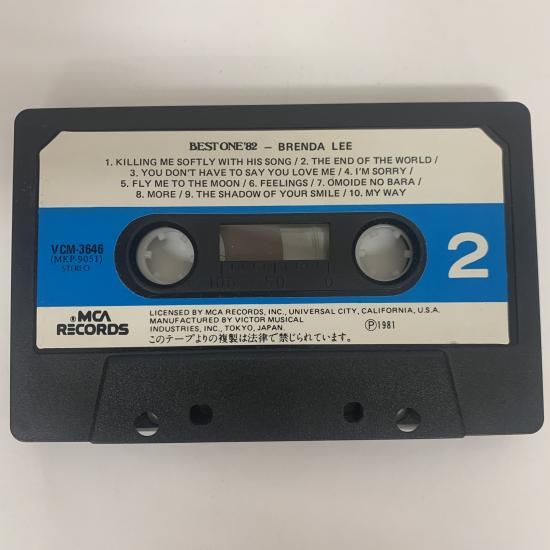 BEST ONE '82 – BRENDA LEE
1. KILLING ME SOFTLY WITH HIS SONG / 2. THE END OF THE WORLD /
3. YOU DON'T HAVE TO SAY YOU LOVE ME / 4. I'M SORRY /
5. FLY ME TO THE MOON / 6. FEELINGS / 7. OMOIDE NO BARA /
8. MORE / 9. THE SHADOW OF YOUR SMILE / 10. MY WAY
VCM-3646
(MKP-9051)
STEREO
100 50 0
2
MCA RECORDS
LICENSED BY MCA RECORDS, INC., UNIVERSAL CITY, CALIFORNIA, U.S.A.
MANUFACTURED BY VICTOR MUSICAL
INDUSTRIES, INC., TOKYO, JAPAN.
Ⓟ1981
このテープよりの複製は法律で禁じられています。